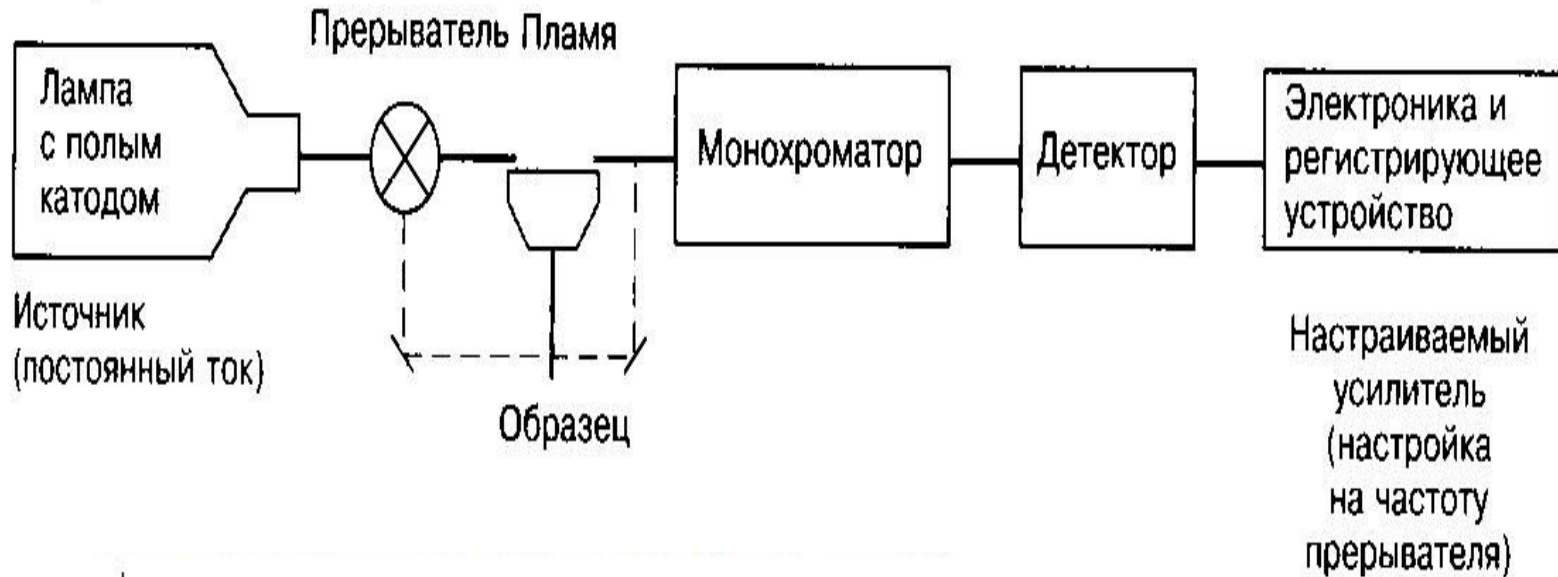 Прерыватель Пламя
Лампа
с полым
катодом
Монохроматор
Детектор
Электроника и
регистрирующее
устройство
Источник
(постоянный ток)
Образец
Настраиваемый
усилитель
(настройка
на частоту
прерывателя)